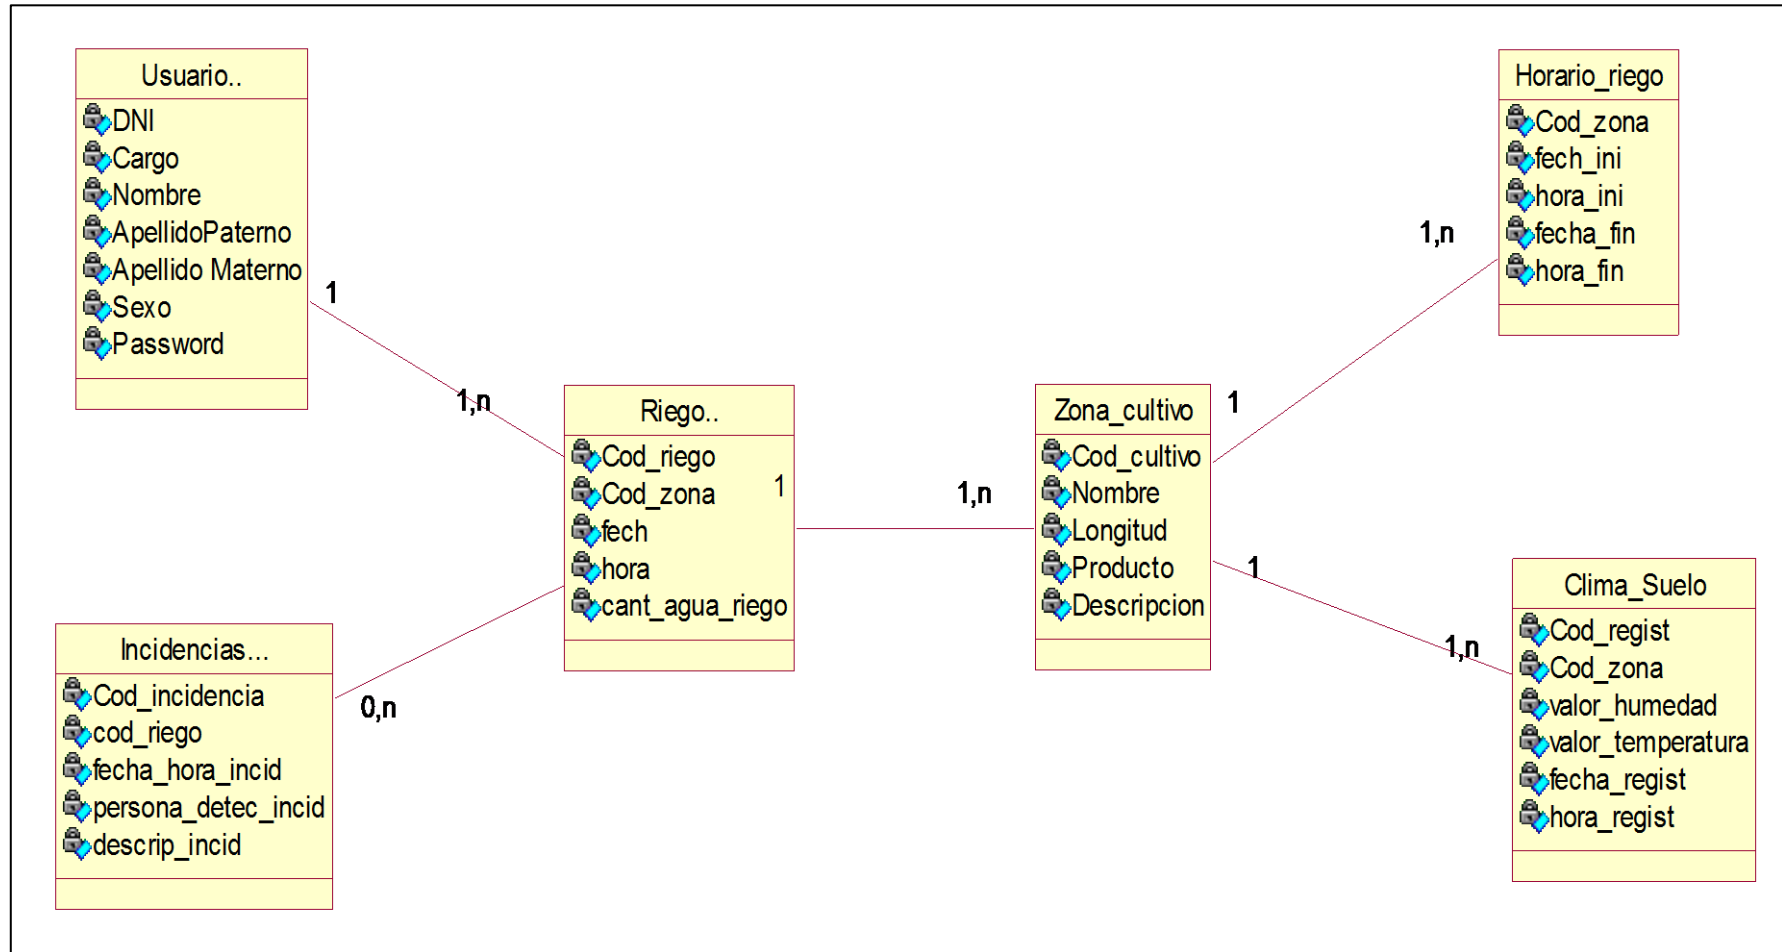 Usuario..
DNI
Cargo
Nombre
ApellidoPaterno
Apellido Materno
Sexo
Password
1
1,n
Incidencias...
Cod_incidencia
cod_riego
fecha_hora_incid
persona_detec_incid
descrip_incid
0,n
Riego..
Cod_riego
Cod_zona
fech
hora
cant_agua_riego
1
1,n
Zona_cultivo
Cod_cultivo
Nombre
Longitud
Producto
Descripcion
1
1,n
Horario_riego
Cod_zona
fech_ini
hora_ini
fecha_fin
hora_fin
1
1,n
Clima_Suelo
Cod_regist
Cod_zona
valor_humedad
valor_temperatura
fecha_regist
hora_regist